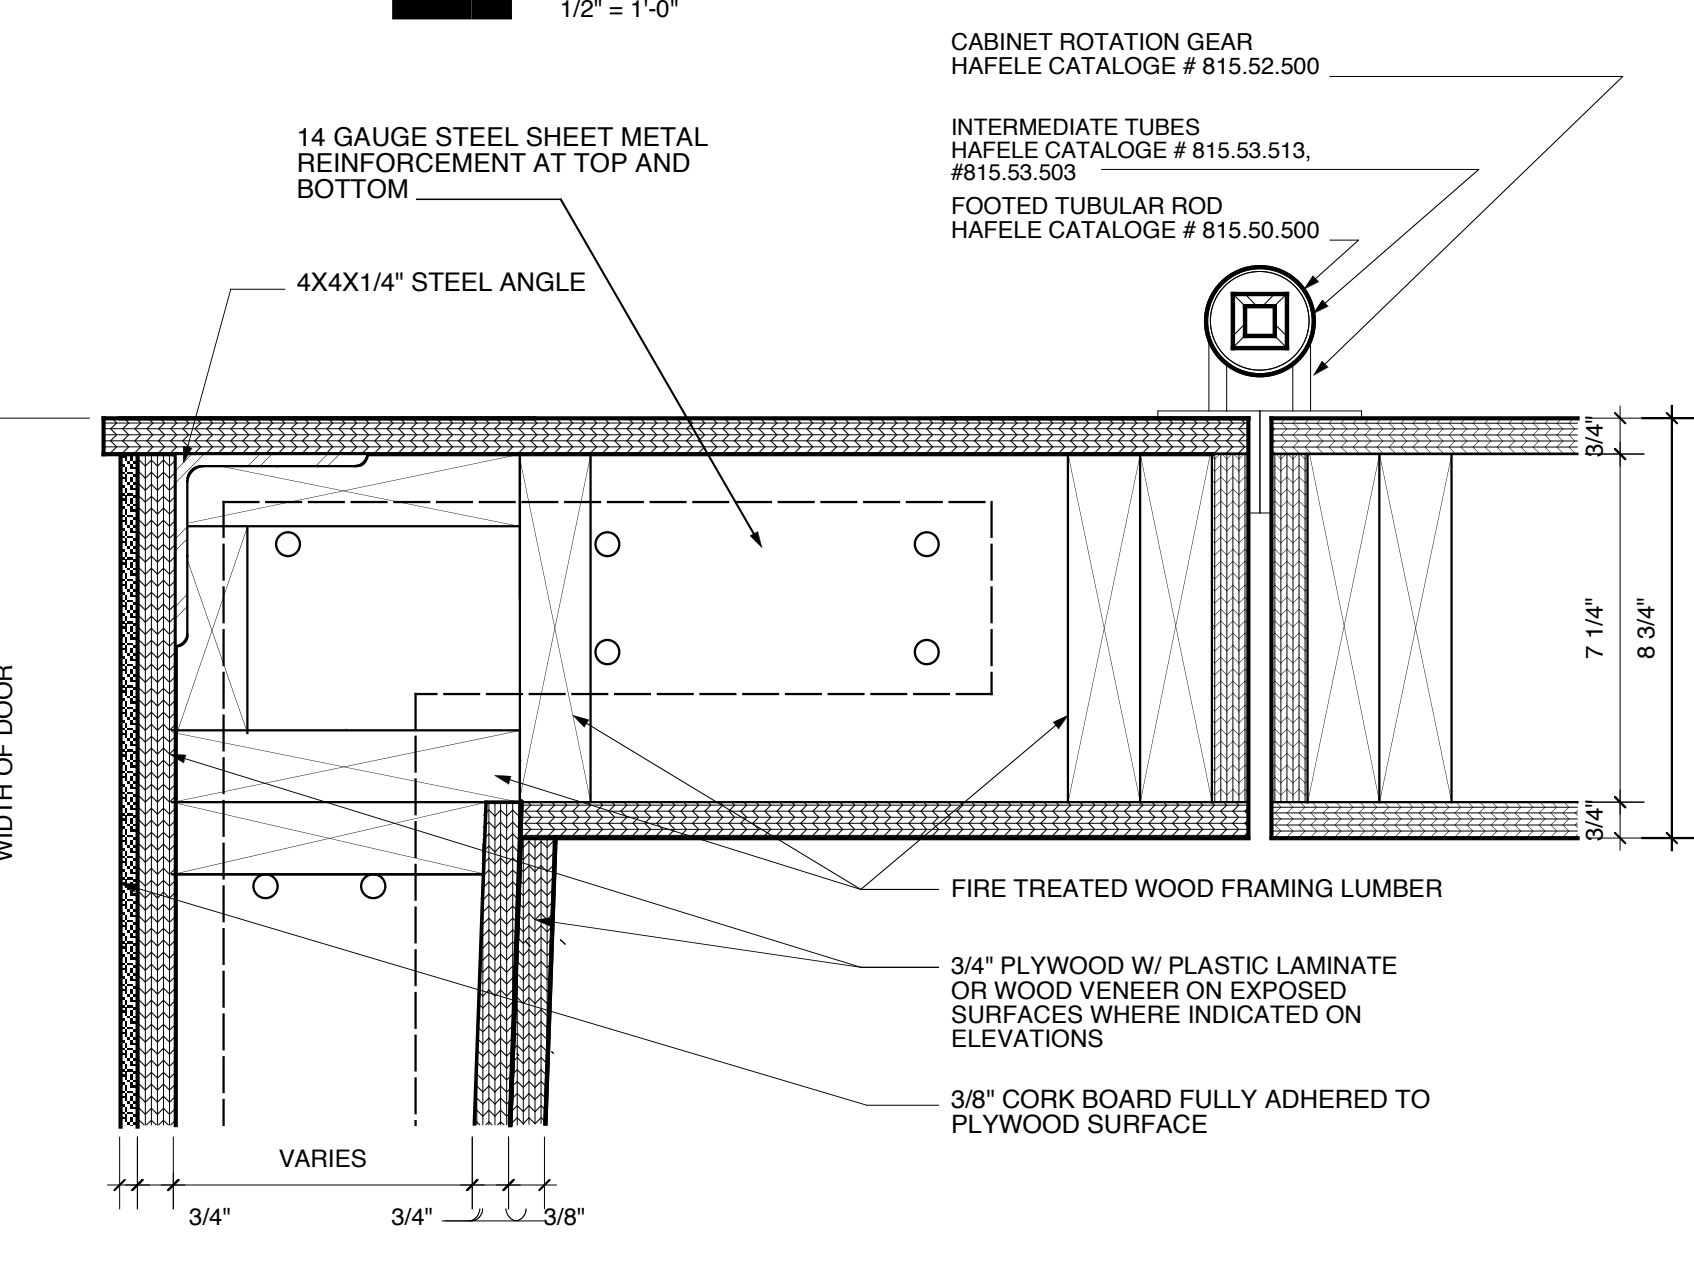 1/2" = 1'-0"
CABINET ROTATION GEAR
HAFELE CATALOGE # 815.52.500
14 GAUGE STEEL SHEET METAL
REINFORCEMENT AT TOP AND
BOTTOM
INTERMEDIATE TUBES
HAFELE CATALOGE # 815.53.513,
#815.53.503
FOOTED TUBULAR ROD
HAFELE CATALOGE # 815.50.500
4X4X1/4" STEEL ANGLE
3/4"
7 1/4"
8 3/4"
3/4"
WIDTH OF DOOR
FIRE TREATED WOOD FRAMING LUMBER
3/4" PLYWOOD W/ PLASTIC LAMINATE
OR WOOD VENEER ON EXPOSED
SURFACES WHERE INDICATED ON
ELEVATIONS
3/8" CORK BOARD FULLY ADHERED TO
PLYWOOD SURFACE
VARIES
3/4"
3/4"
3/8"